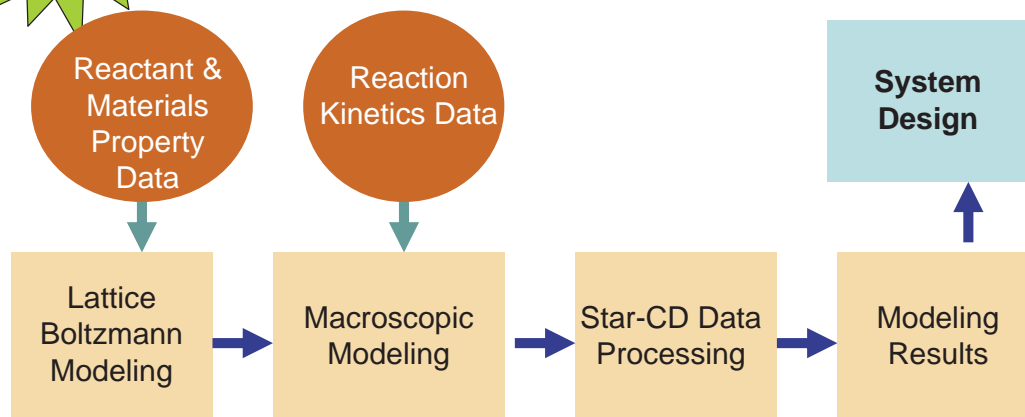 Reactant &
Materials
Property
Data
Reaction
Kinetics Data
System
Design
Lattice
Boltzmann
Modeling
Macroscopic
Modeling
Star-CD Data
Processing
Modeling
Results